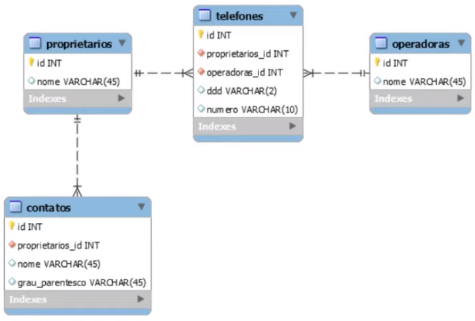 telefones
id INT
proprietarios_id INT
operadoras_id INT
ddd VARCHAR(2)
numero VARCHAR(10)
Indexes
proprietarios
id INT
nome VARCHAR(45)
Indexes
operadoras
id INT
nome VARCHAR(45)
Indexes
contatos
id INT
proprietarios_id INT
nome VARCHAR(45)
grau_parentesco VARCHAR(45)
Indexes